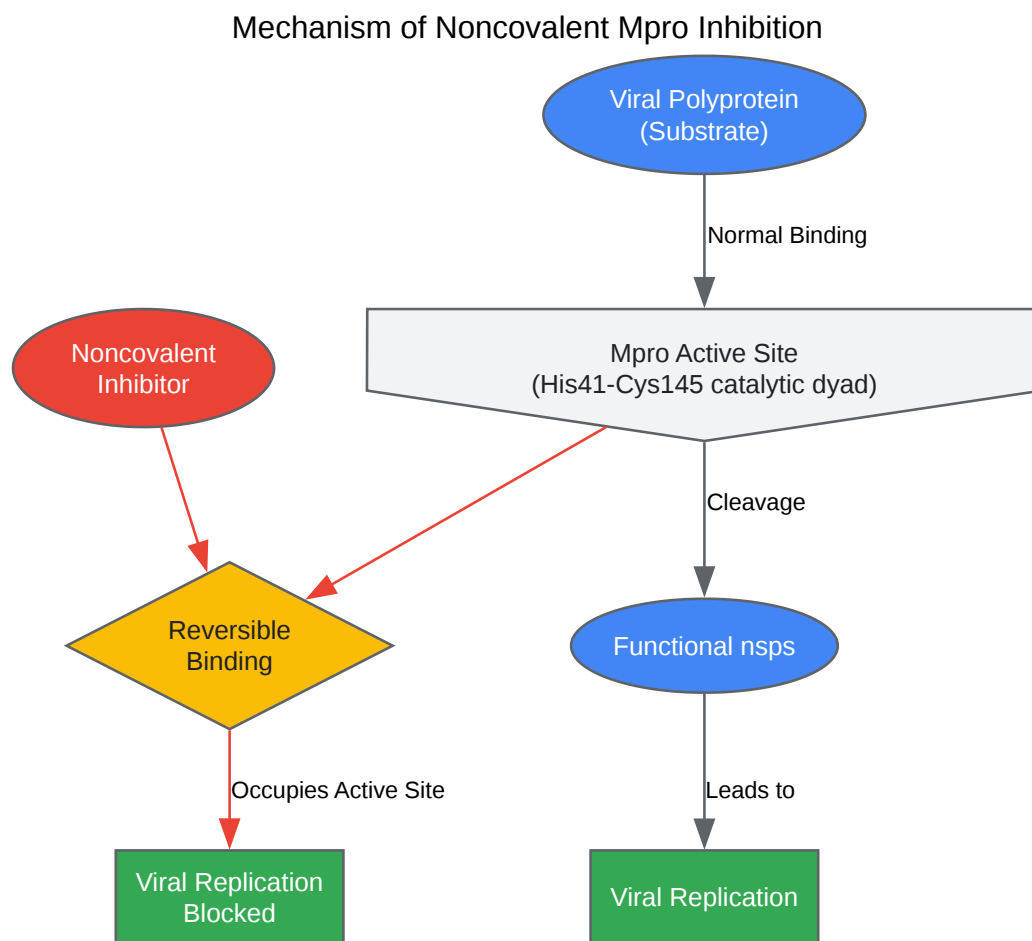 Mechanism of Noncovalent Mpro Inhibition
Viral Polyprotein
(Substrate)
Normal Binding
Noncovalent
Inhibitor
Mpro Active Site
(His41-Cys145 catalytic dyad)
Cleavage
Reversible
Binding
Functional nsps
Occupies Active Site
Leads to
Viral Replication
Blocked
Viral Replication